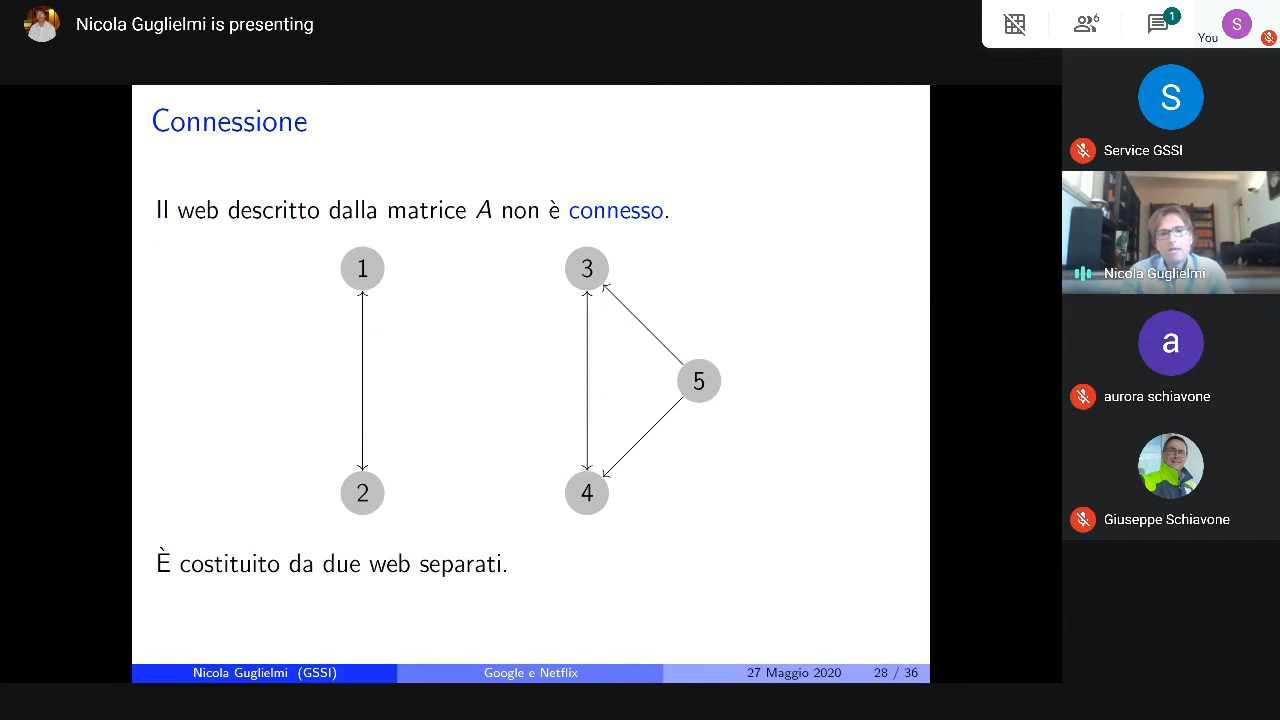 Nicola Guglielmi is presenting
6
1
You
S
S
Service GSSI
Nicola Guglielmi
a
aurora schiavone
Giuseppe Schiavone
Connessione
Il web descritto dalla matrice A non è connesso.
1
3
5
2
4
È costituito da due web separati.
Nicola Guglielmi (GSSI)
Google e Netflix
27 Maggio 2020
28 / 36